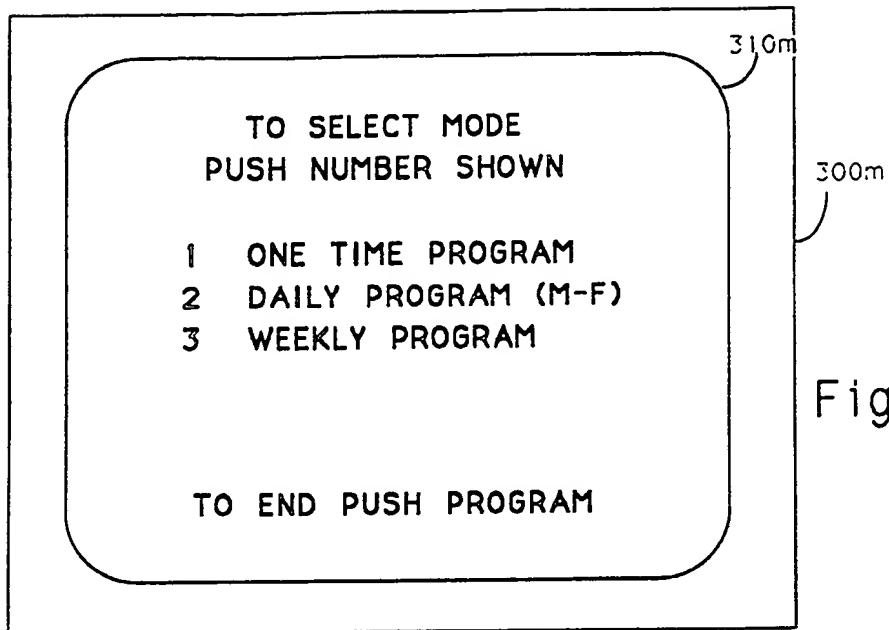 310m
TO SELECT MODE
PUSH NUMBER SHOWN
300m
1 ONE TIME PROGRAM
2 DAILY PROGRAM (M-F)
3 WEEKLY PROGRAM
Fig
TO END PUSH PROGRAM